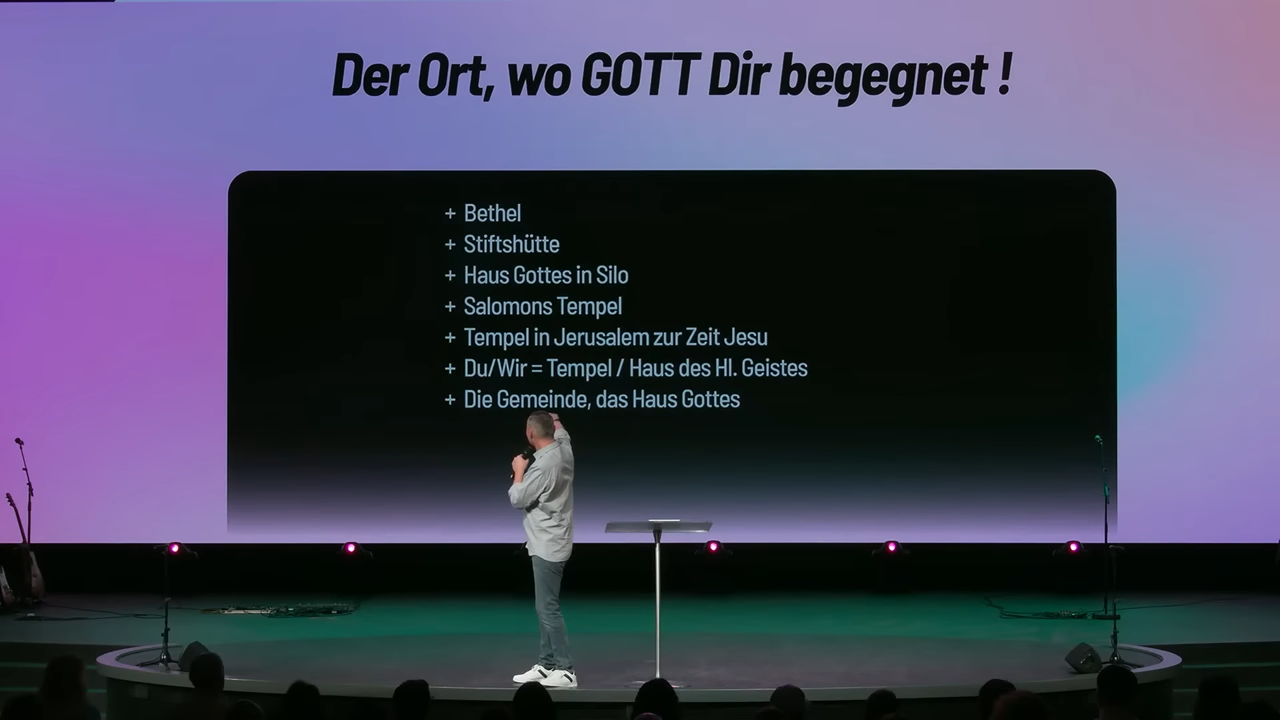 Der Ort, wo GOTT Dir begegnet !
+ Bethel
+ Stiftshütte
+ Haus Gottes in Silo
+ Salomons Tempel
+ Tempel in Jerusalem zur Zeit Jesu
+ Du/Wir = Tempel / Haus des Hl. Geistes
+ Die Gemeinde, das Haus Gottes